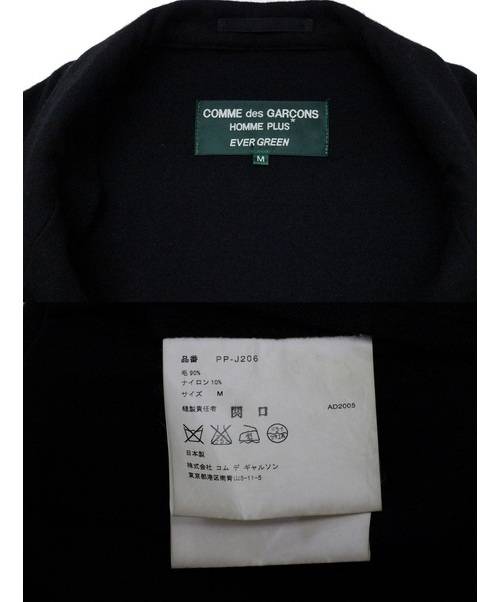 COMME des GARÇONS
HOMME PLUS*
EVER GREEN
M
品番 PP-J206
毛 90%
ナイロン 10%
サイズ M
縫製責任者 関口 AD2005
日本製
株式会社 コム デ ギャルソン
東京都港区南青山5-11-5